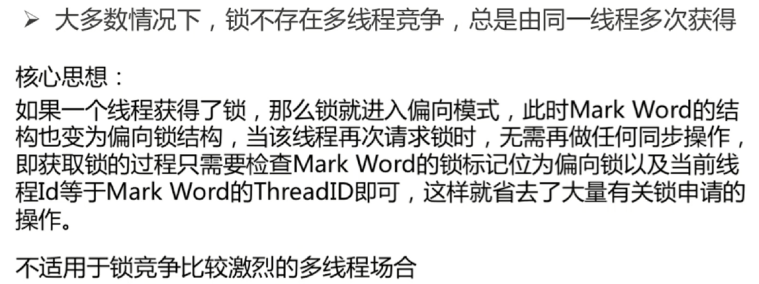 ➢ 大多数情况下，锁不存在多线程竞争，总是由同一线程多次获得
核心思想：
如果一个线程获得了锁，那么锁就进入偏向模式，此时Mark Word的结
构也变为偏向锁结构，当该线程再次请求锁时，无需再做任何同步操作，
即获取锁的过程只需要检查Mark Word的锁标记位为偏向锁以及当前线
程Id等于Mark Word的ThreadID即可，这样就省去了大量有关锁申请的
操作。
不适用于锁竞争比较激烈的多线程场合